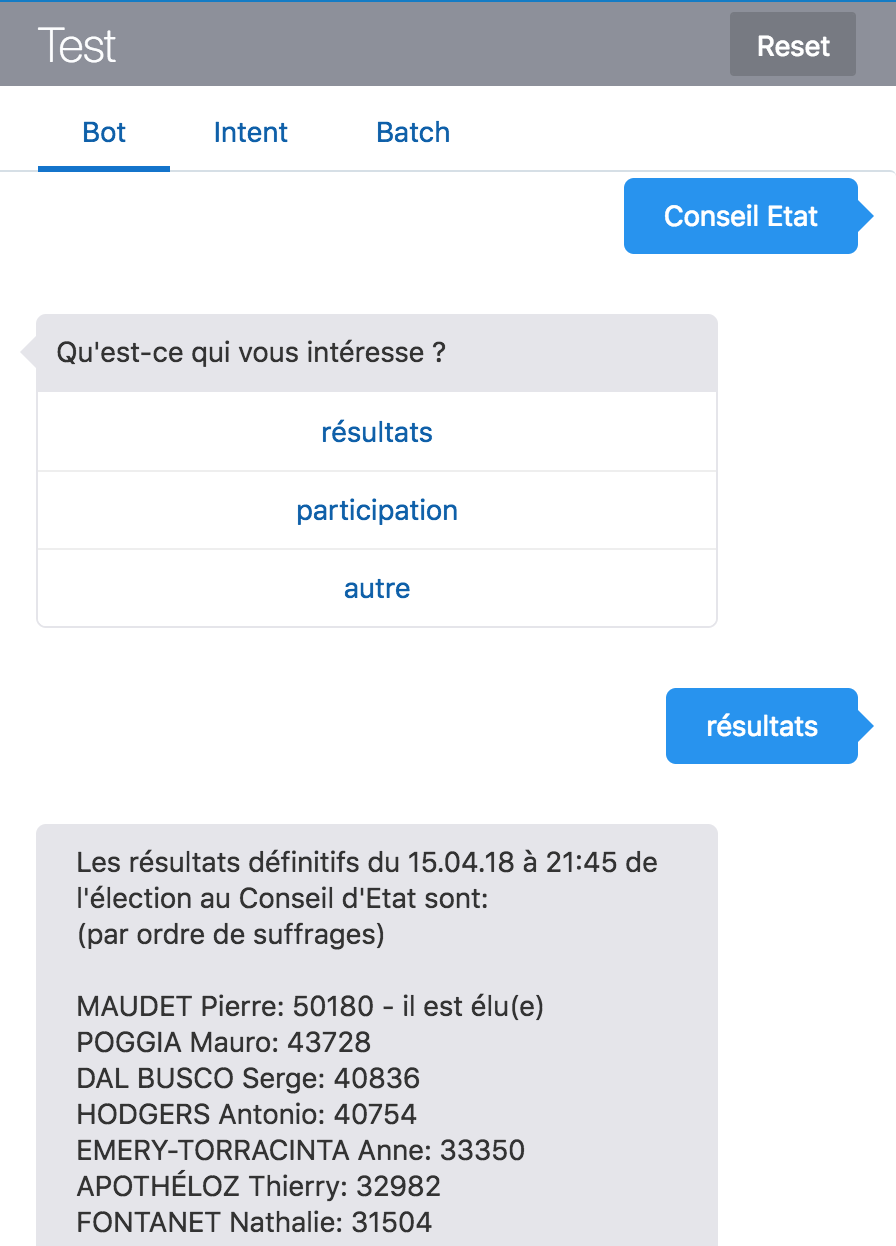 Test
Reset
Bot
Intent
Batch
Conseil Etat
Qu'est-ce qui vous intéresse ?
résultats
participation
autre
résultats
Les résultats définitifs du 15.04.18 à 21:45 de
l'élection au Conseil d'Etat sont:
(par ordre de suffrages)
MAUDET Pierre: 50180 - il est élu(e)
POGGIA Mauro: 43728
DAL BUSCO Serge: 40836
HODGERS Antonio: 40754
EMERY-TORRACINTA Anne: 33350
APOTHÉLOZ Thierry: 32982
FONTANET Nathalie: 31504